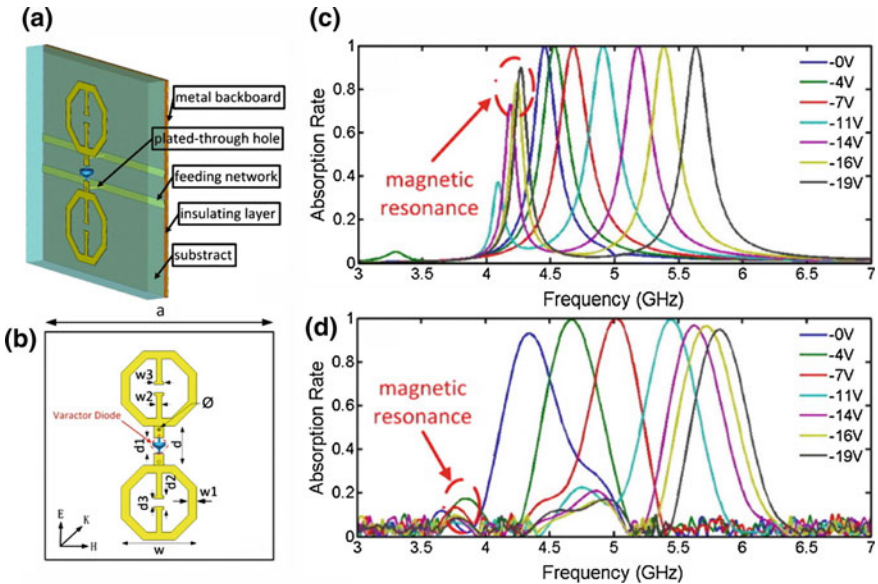 (a)
metal backboard
plated-through hole
feeding network
insulating layer
substract
(b)
a
w3
w2
Ø
Varactor Diode
d1
d
d2
d3
w1
w
E
K
H
(c)
Absorption Rate
1
0.8
0.6
0.4
0.2
0
3
3.5
4
4.5
5
5.5
6
6.5
7
Frequency (GHz)
magnetic
resonance
-0V
-4V
-7V
-11V
-14V
-16V
-19V
(d)
Absorption Rate
1
0.8
0.6
0.4
0.2
0
3
3.5
4
4.5
5
5.5
6
6.5
7
Frequency (GHz)
magnetic
resonance
-0V
-4V
-7V
-11V
-14V
-16V
-19V